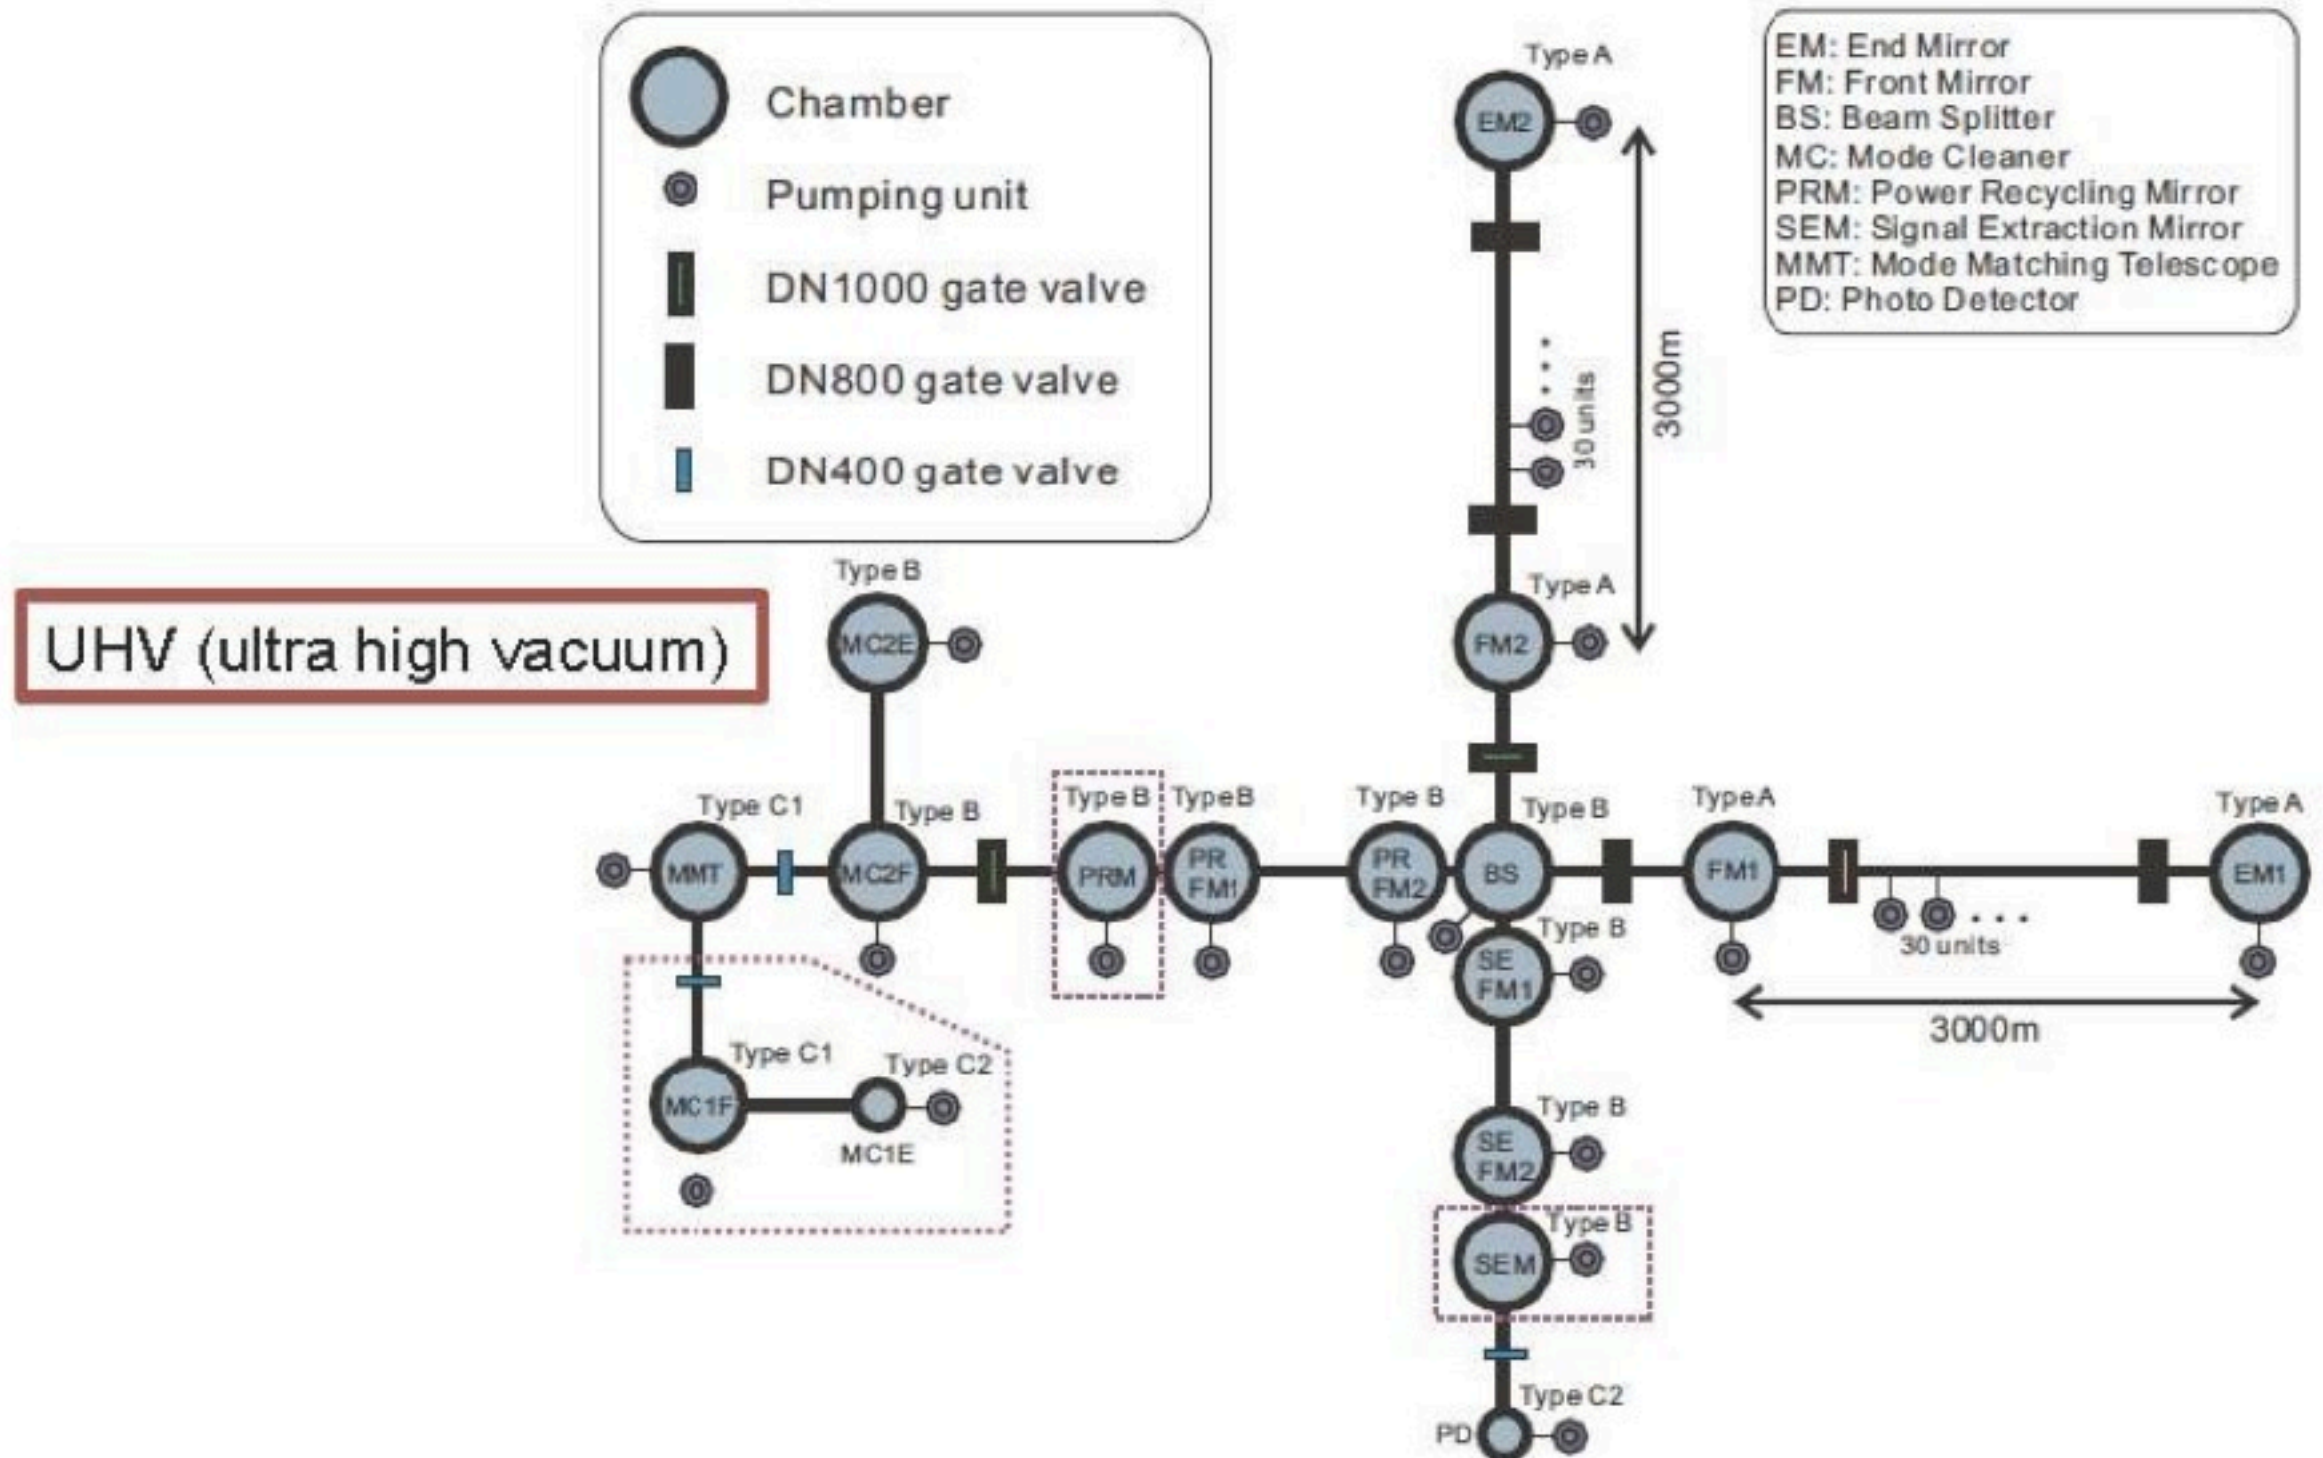 Chamber
Pumping unit
DN1000 gate valve
DN800 gate valve
DN400 gate valve
EM: End Mirror
FM: Front Mirror
BS: Beam Splitter
MC: Mode Cleaner
PRM: Power Recycling Mirror
SEM: Signal Extraction Mirror
MMT: Mode Matching Telescope
PD: Photo Detector
UHV (ultra high vacuum)
Type A
EM2
3000m
30 units
Type A
FM2
Type B
MC2E
Type C1
MMT
Type B
MC2F
Type B
PRM
Type B
PR
FM1
Type B
PR
FM2
Type B
BS
Type A
FM1
30 units
3000m
Type A
EM1
Type B
SE
FM1
Type C1
MC1F
Type C2
MC1E
Type B
SE
FM2
Type B
SEM
Type C2
PD